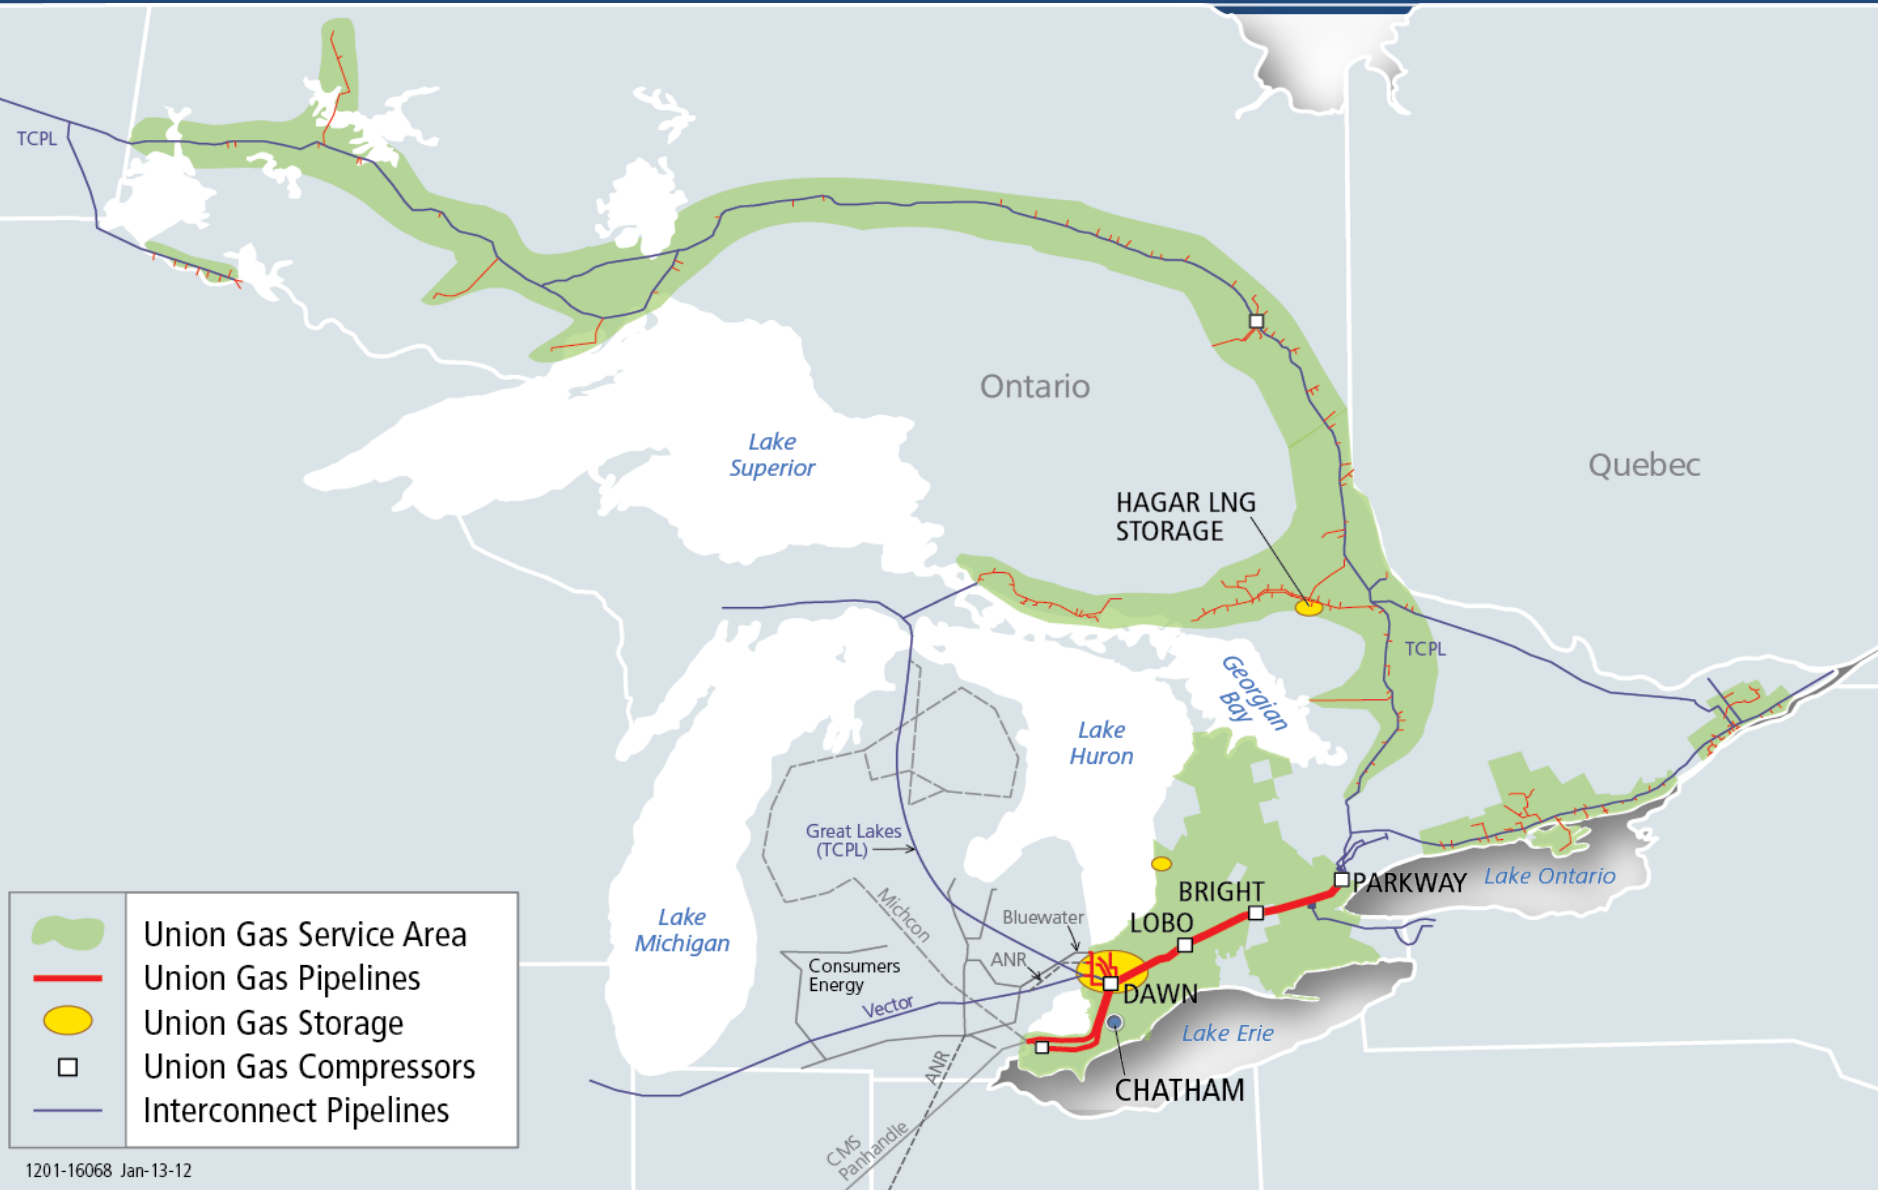 TCPL
Ontario
Quebec
Lake
Superior
HAGAR LNG
STORAGE
TCPL
Georgian
Bay
Lake
Huron
Great Lakes
(TCPL)
Lake Ontario
PARKWAY
BRIGHT
LOBO
Michcon
Bluewater
Lake
Michigan
ANR
Consumers
Energy
DAWN
Vector
Lake Erie
ANR
CHATHAM
CMS
Panhandle
Union Gas Service Area
Union Gas Pipelines
Union Gas Storage
Union Gas Compressors
Interconnect Pipelines
1201-16068 Jan-13-12